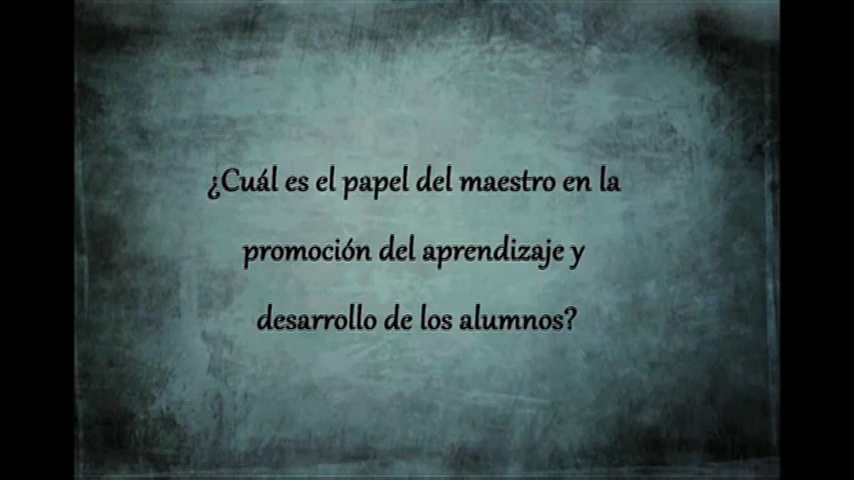 ¿Cuál es el papel del maestro en la
promoción del aprendizaje y
desarrollo de los alumnos?